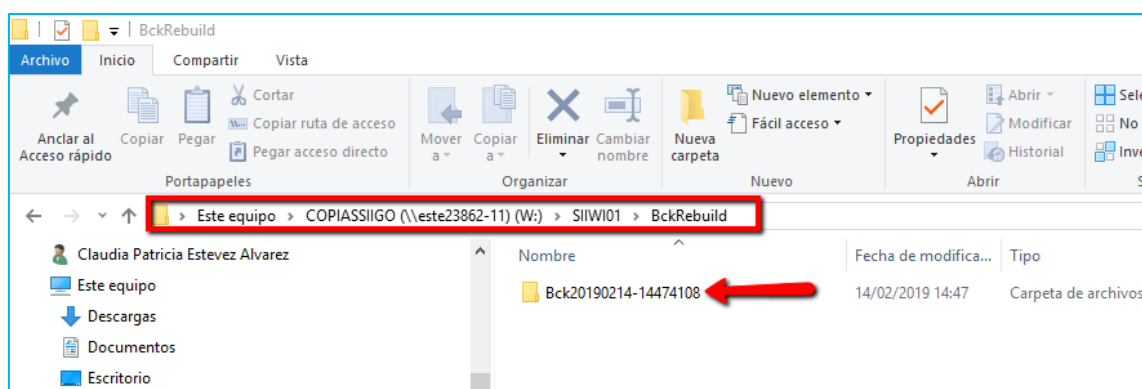 BckRebuild
Archivo Inicio Compartir Vista
Anclar al
Acceso rápido
Copiar
Pegar
Cortar
Copiar ruta de acceso
Pegar acceso directo
Portapapeles
Mover
a
Copiar
a
Eliminar
Cambiar
nombre
Organizar
Nueva
carpeta
Nuevo elemento
Fácil acceso
Nuevo
Propiedades
Abrir
Modificar
Historial
Abrir
Sele
No
Inve
S
Este equipo > COPIASSIIGO (\\este23862-11) (W:) > SIIWI01 > BckRebuild
Claudia Patricia Estevez Alvarez
Este equipo
Descargas
Documentos
Escritorio
Nombre Fecha de modifica... Tipo
Bck20190214-14474108 14/02/2019 14:47 Carpeta de archivos